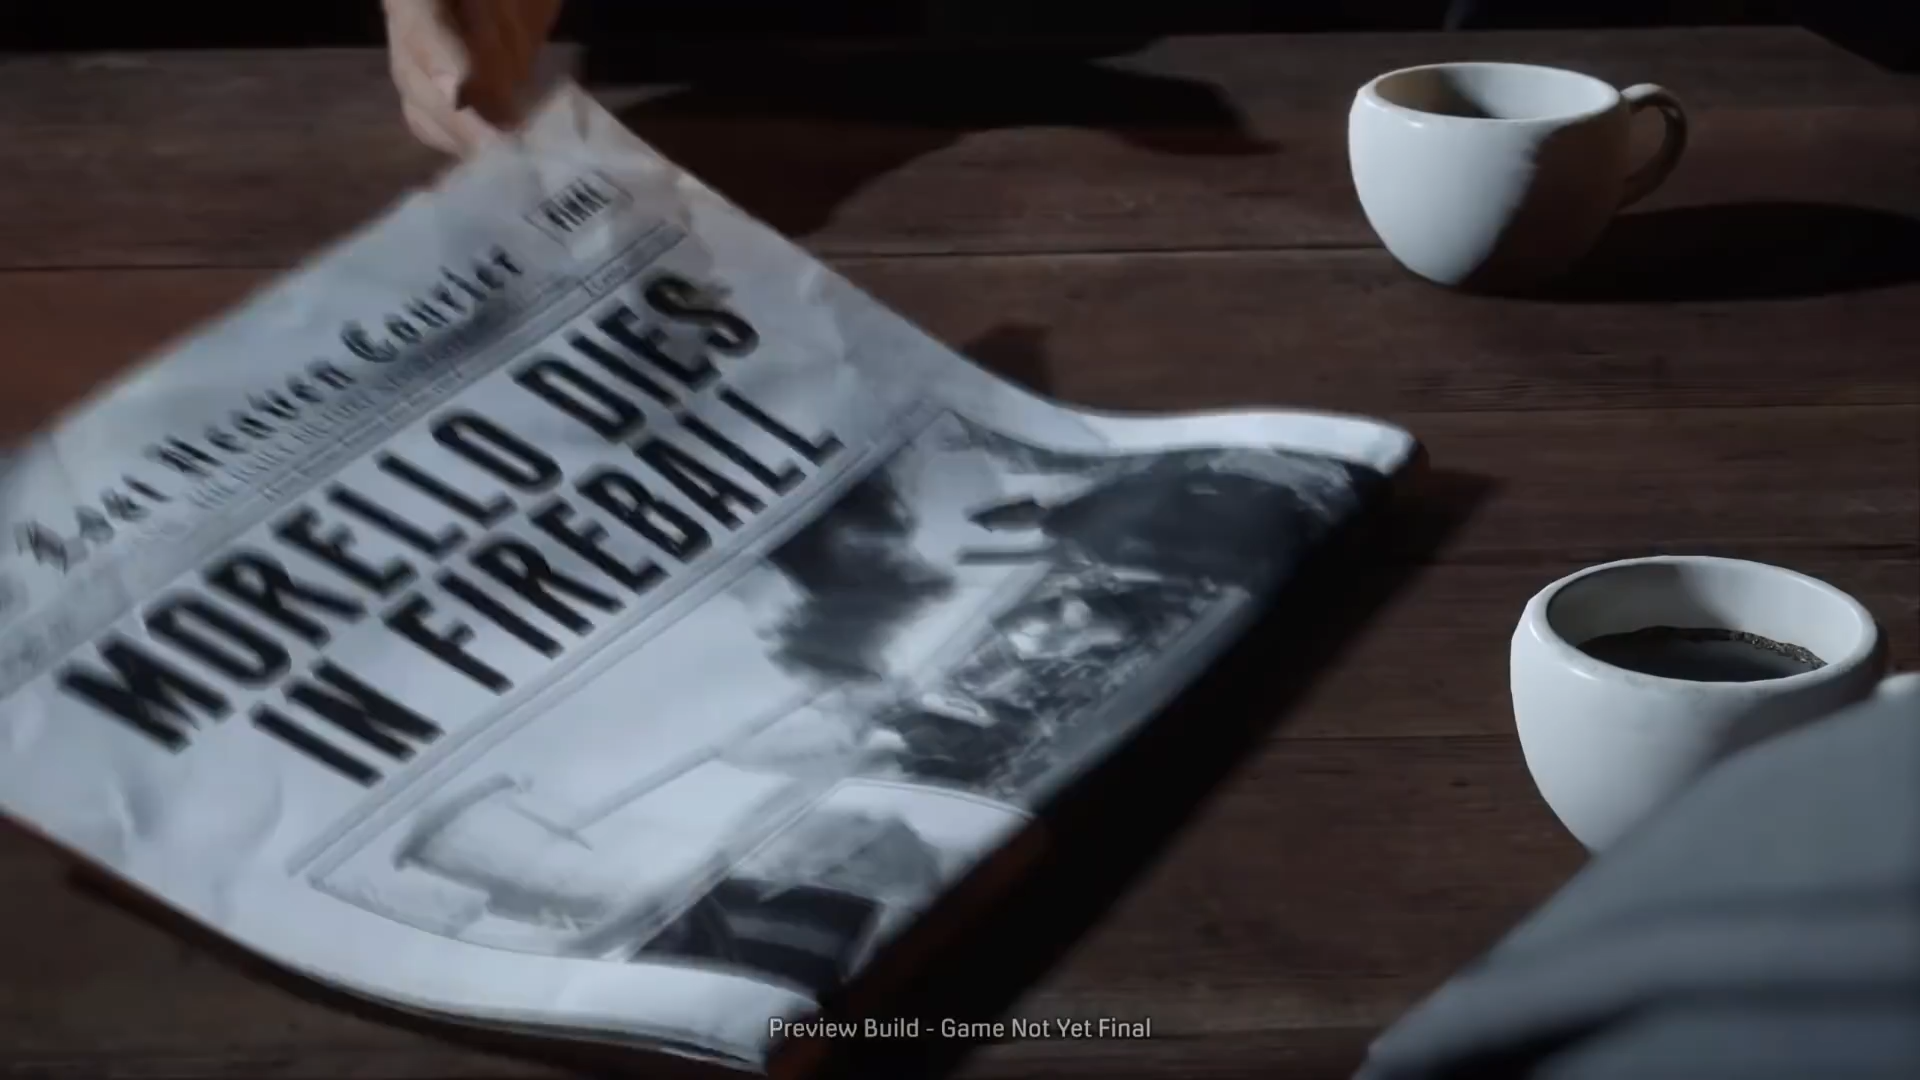 FINAL
Lost Heaven Courier
MORELLO DIES
IN FIREBALL
Preview Build - Game Not Yet Final